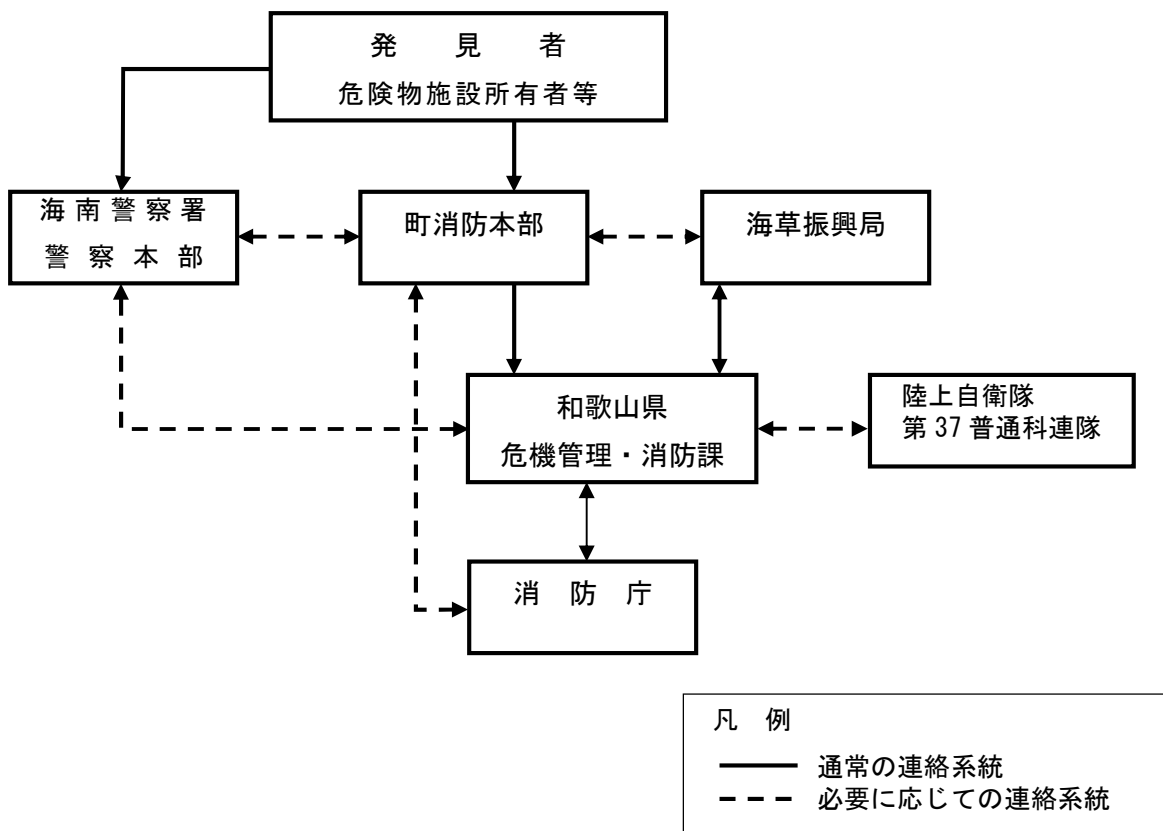 発見者
危険物施設所有者等
海南警察署
警察本部
町消防本部
海草振興局
和歌山県
危機管理・消防課
陸上自衛隊
第37普通科連隊
消防庁
凡例
通常の連絡系統
必要に応じての連絡系統